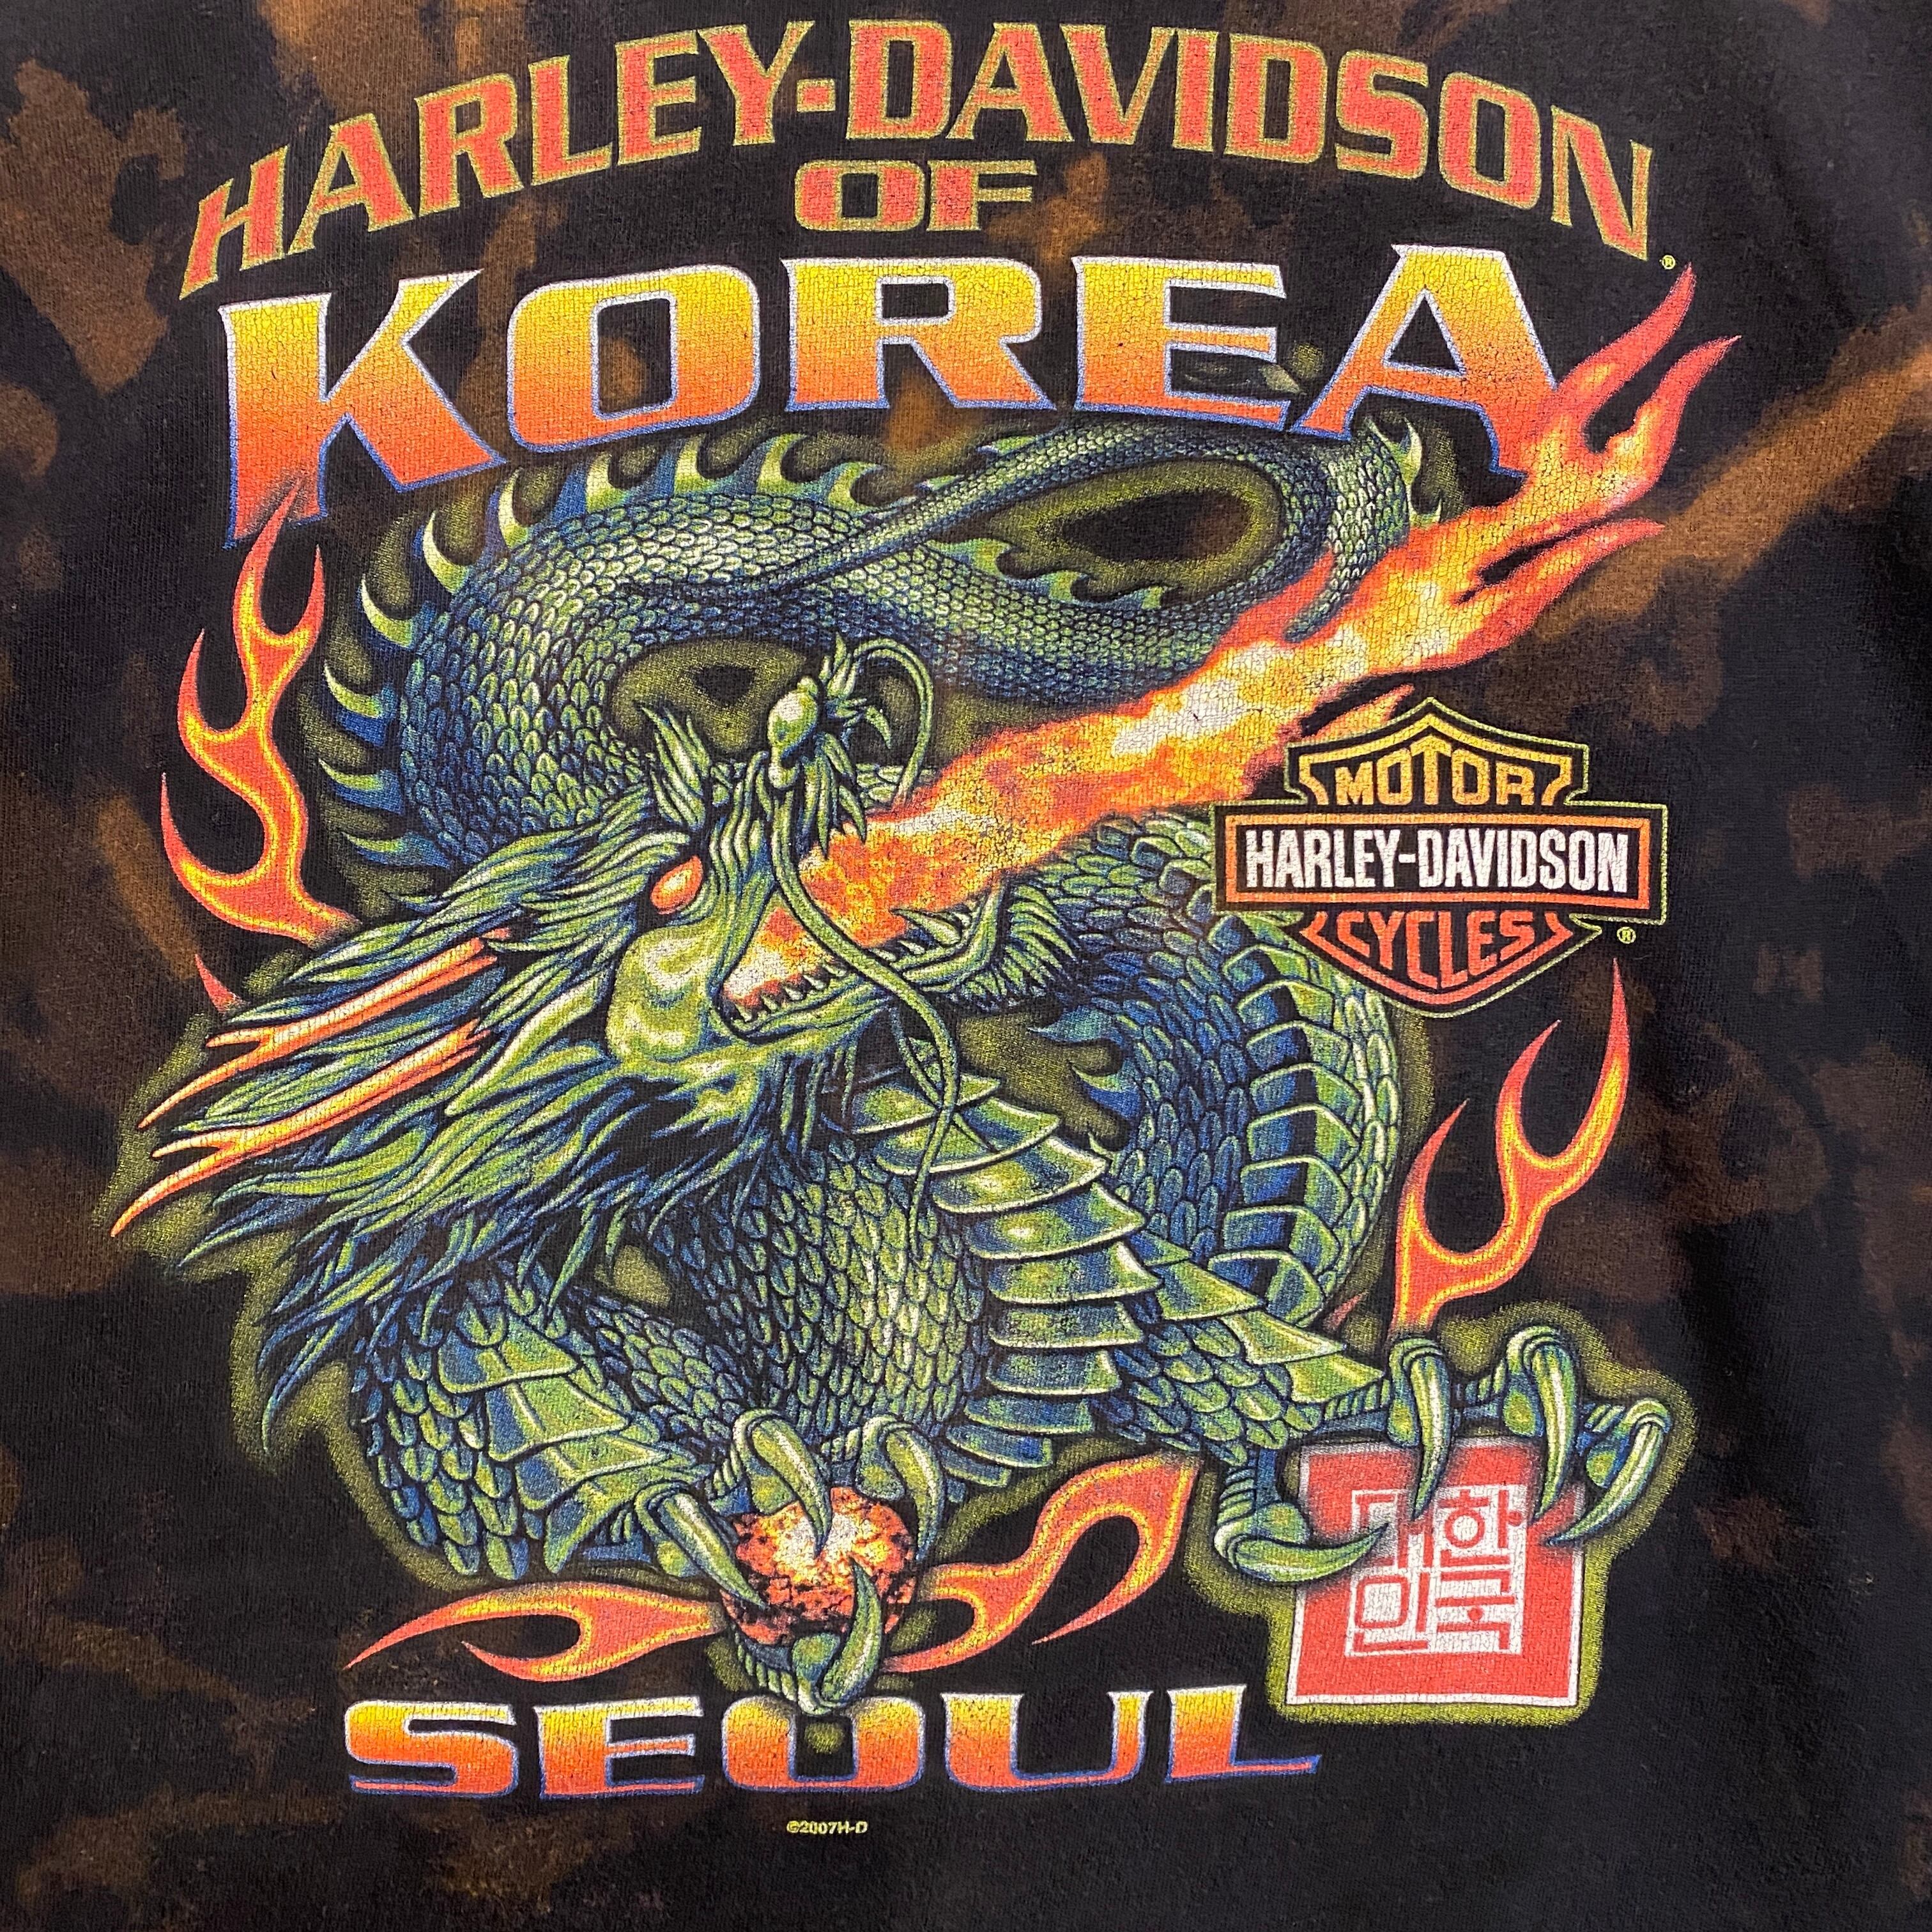 HARLEY-DAVIDSON
®
OF
KOREA
MOTOR
HARLEY-DAVIDSON
CYCLES
®
대한
민국
SEOUL
©2007H-D